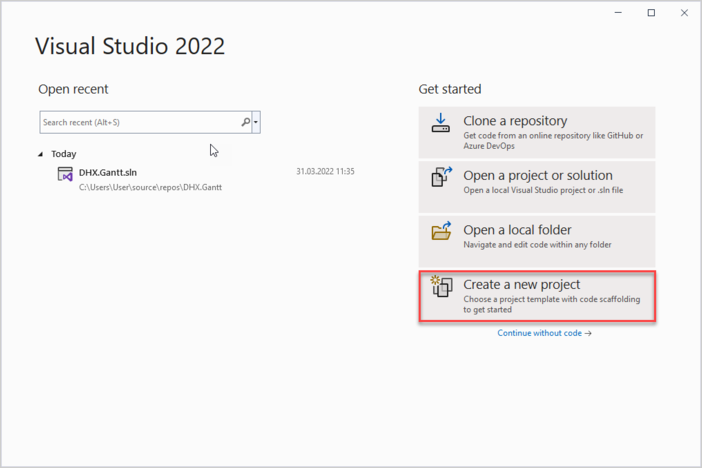 Visual Studio 2022
Open recent
Search recent (Alt+S)
Today
DHX.Gantt.sln
31.03.2022 11:35
C:\Users\User\source\repos\DHX.Gantt
Get started
Clone a repository
Get code from an online repository like GitHub or
Azure DevOps
Open a project or solution
Open a local Visual Studio project or .sln file
Open a local folder
Navigate and edit code within any folder
Create a new project
Choose a project template with code scaffolding
to get started
Continue without code →